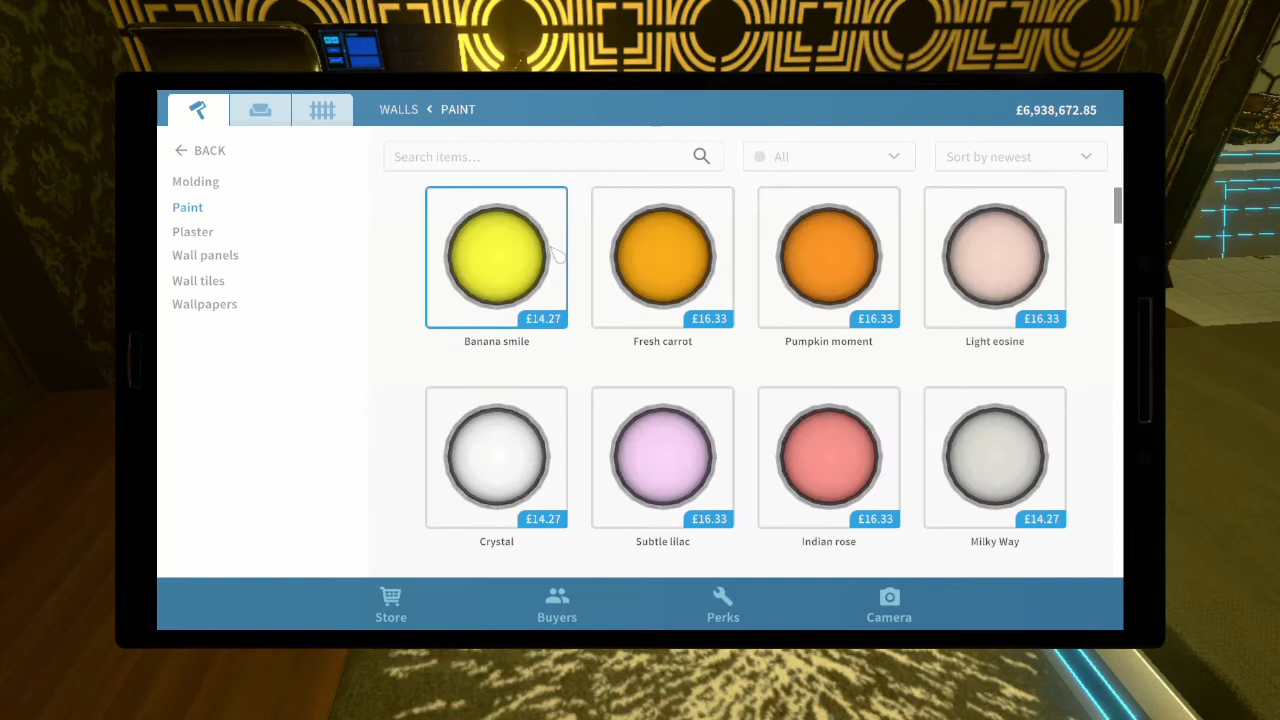 WALLS < PAINT
£6,938,672.85
BACK
Molding
Paint
Plaster
Wall panels
Wall tiles
Wallpapers
Search items...
All
Sort by newest
£14.27
£16.33
£16.33
£16.33
Banana smile
Fresh carrot
Pumpkin moment
Light eosine
£14.27
£16.33
£16.33
£14.27
Crystal
Subtle lilac
Indian rose
Milky Way
Store
Buyers
Perks
Camera